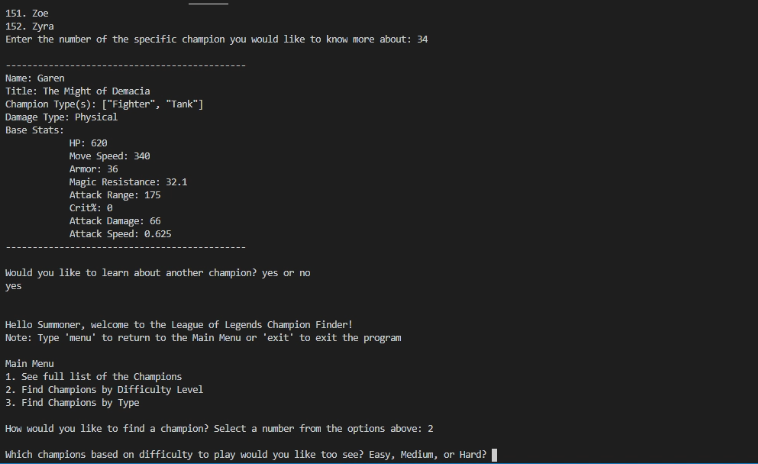 151. Zoe
152. Zyra
Enter the number of the specific champion you would like to know more about: 34
---------------------------------------------
Name: Garen
Title: The Might of Demacia
Champion Type(s): ["Fighter", "Tank"]
Damage Type: Physical
Base Stats:
HP: 620
Move Speed: 340
Armor: 36
Magic Resistance: 32.1
Attack Range: 175
Crit%: 0
Attack Damage: 66
Attack Speed: 0.625
---------------------------------------------
Would you like to learn about another champion? yes or no
yes
Hello Summoner, welcome to the League of Legends Champion Finder!
Note: Type 'menu' to return to the Main Menu or 'exit' to exit the program
Main Menu
1. See full list of the Champions
2. Find Champions by Difficulty Level
3. Find Champions by Type
How would you like to find a champion? Select a number from the options above: 2
Which champions based on difficulty to play would you like too see? Easy, Medium, or Hard?